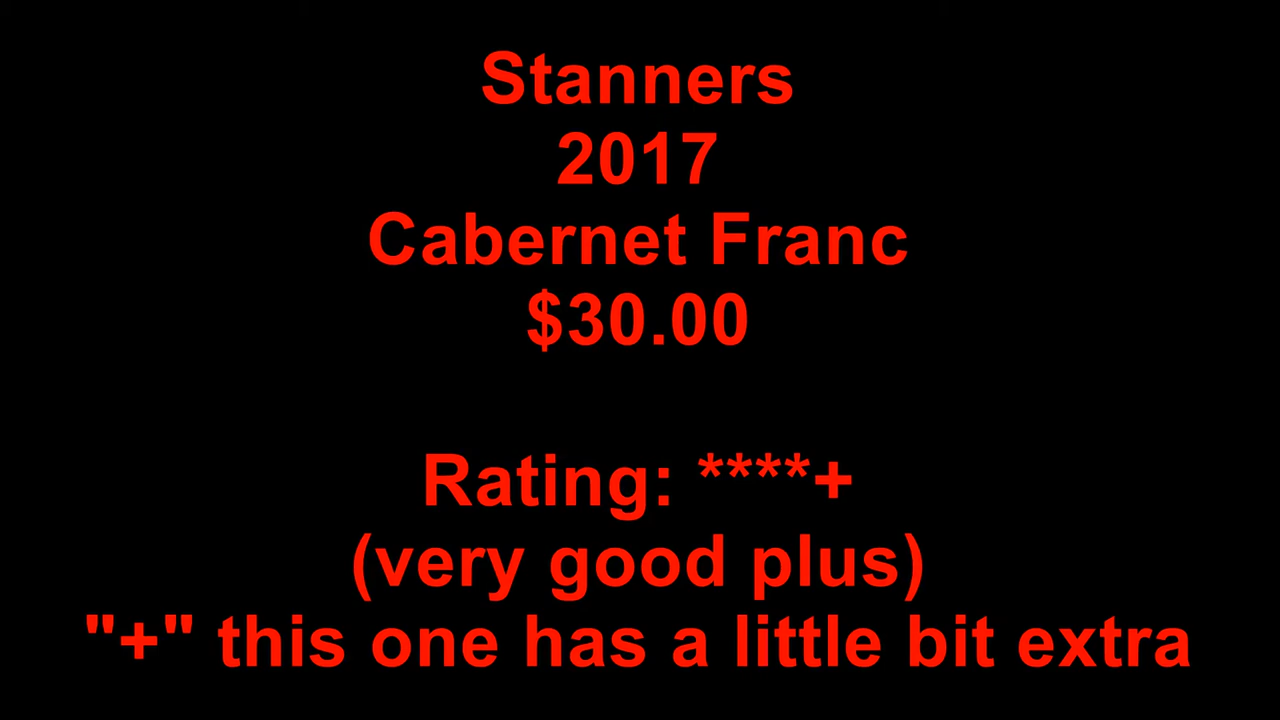 Stanners
2017
Cabernet Franc
$30.00
Rating: ****+
(very good plus)
"+" this one has a little bit extra